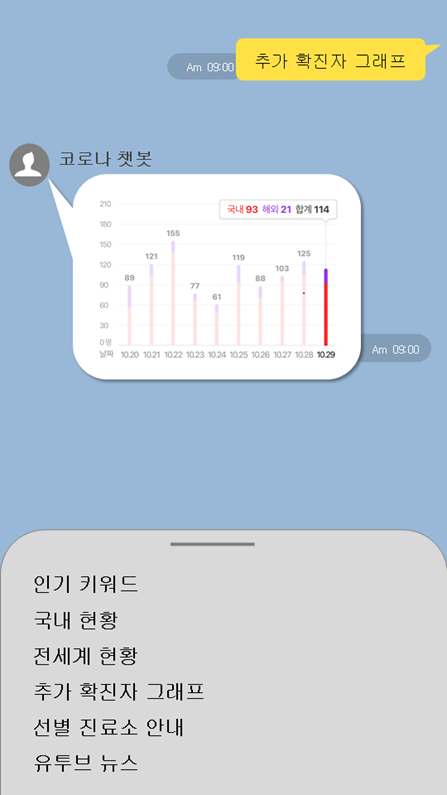 추가 확진자 그래프
Am 09:00
코로나 챗봇
국내 93 해외 21 합계 114
210
180
150
120
90
60
30
0명
89
121
155
77
61
119
88
103
125
날짜 10.20 10.21 10.22 10.23 10.24 10.25 10.26 10.27 10.28 10.29
Am 09:00
인기 키워드
국내 현황
전세계 현황
추가 확진자 그래프
선별 진료소 안내
유투브 뉴스